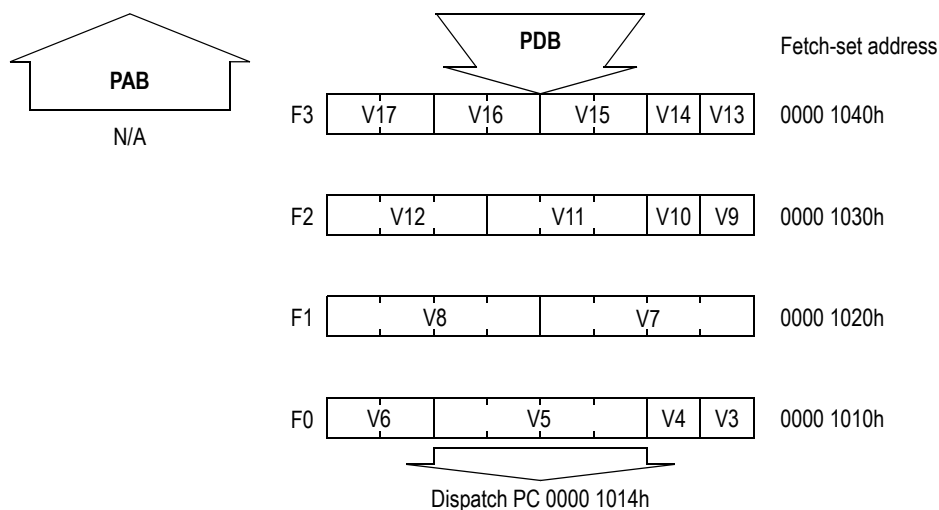 PDB
Fetch-set address
PAB
N/A
F3 V17 V16 V15 V14 V13 0000 1040h
F2 V12 V11 V10 V9 0000 1030h
F1 V8 V7 0000 1020h
F0 V6 V5 V4 V3 0000 1010h
Dispatch PC 0000 1014h